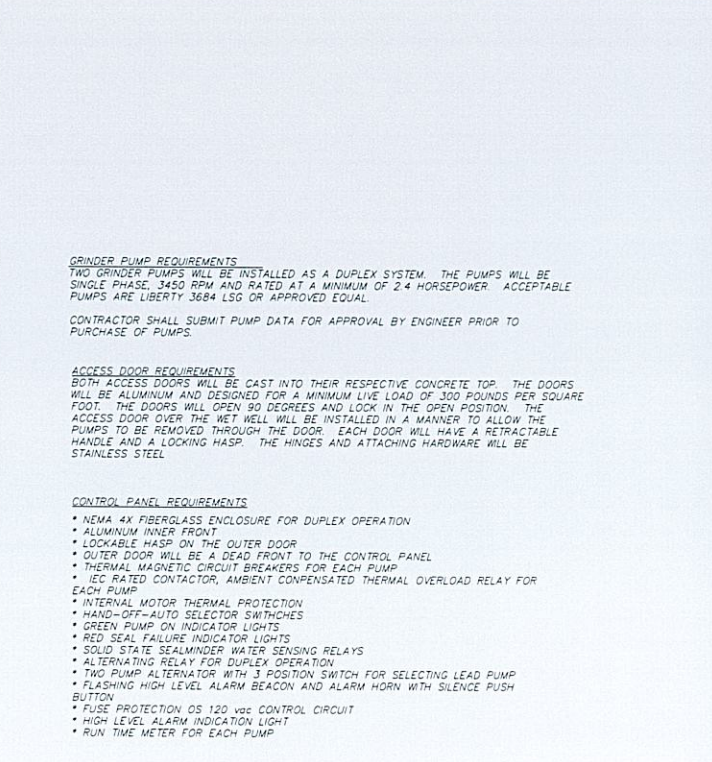 GRINDER PUMP REQUIREMENTS
TWO GRINDER PUMPS WILL BE INSTALLED AS A DUPLEX SYSTEM. THE PUMPS WILL BE
SINGLE PHASE, 3450 RPM AND RATED AT A MINIMUM OF 2.4 HORSEPOWER. ACCEPTABLE
PUMPS ARE LIBERTY 3684 LSG OR APPROVED EQUAL.
CONTRACTOR SHALL SUBMIT PUMP DATA FOR APPROVAL BY ENGINEER PRIOR TO
PURCHASE OF PUMPS.
ACCESS DOOR REQUIREMENTS
BOTH ACCESS DOORS WILL BE CAST INTO THEIR RESPECTIVE CONCRETE TOP. THE DOORS
WILL BE ALUMINUM AND DESIGNED FOR A MINIMUM LIVE LOAD OF 300 POUNDS PER SQUARE
FOOT. THE DOORS WILL OPEN 90 DEGREES AND LOCK IN THE OPEN POSITION. THE
ACCESS DOOR OVER THE WET WELL WILL BE INSTALLED IN A MANNER TO ALLOW THE
PUMPS TO BE REMOVED THROUGH THE DOOR. EACH DOOR WILL HAVE A RETRACTABLE
HANDLE AND A LOCKING HASP. THE HINGES AND ATTACHING HARDWARE WILL BE
STAINLESS STEEL
CONTROL PANEL REQUIREMENTS
* NEMA 4X FIBERGLASS ENCLOSURE FOR DUPLEX OPERATION
* ALUMINUM INNER FRONT
* LOCKABLE HASP ON THE OUTER DOOR
* OUTER DOOR WILL BE A DEAD FRONT TO THE CONTROL PANEL
* THERMAL MAGNETIC CIRCUIT BREAKERS FOR EACH PUMP
* IEC RATED CONTACTOR, AMBIENT CONPENSATED THERMAL OVERLOAD RELAY FOR
EACH PUMP
* INTERNAL MOTOR THERMAL PROTECTION
* HAND-OFF-AUTO SELECTOR SWITHCHES
* GREEN PUMP ON INDICATOR LIGHTS
* RED SEAL FAILURE INDICATOR LIGHTS
* SOLID STATE SEALMINDER WATER SENSING RELAYS
* ALTERNATING RELAY FOR DUPLEX OPERATION
* TWO PUMP ALTERNATOR WITH 3 POSITION SWITCH FOR SELECTING LEAD PUMP
* FLASHING HIGH LEVEL ALARM BEACON AND ALARM HORN WITH SILENCE PUSH
BUTTON
* FUSE PROTECTION OS 120 vac CONTROL CIRCUIT
* HIGH LEVEL ALARM INDICATION LIGHT
* RUN TIME METER FOR EACH PUMP